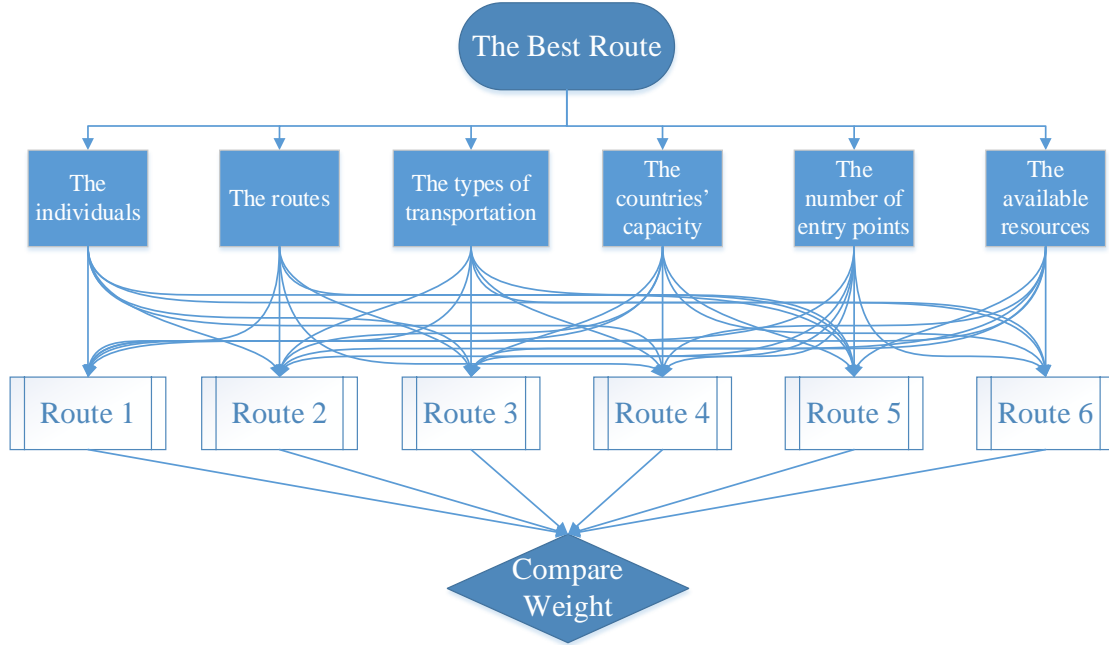 The Best Route
The
individuals
The routes
The types of
transportation
The
countries’
capacity
The
number of
entry points
The
available
resources
Route 1
Route 2
Route 3
Route 4
Route 5
Route 6
Compare
Weight